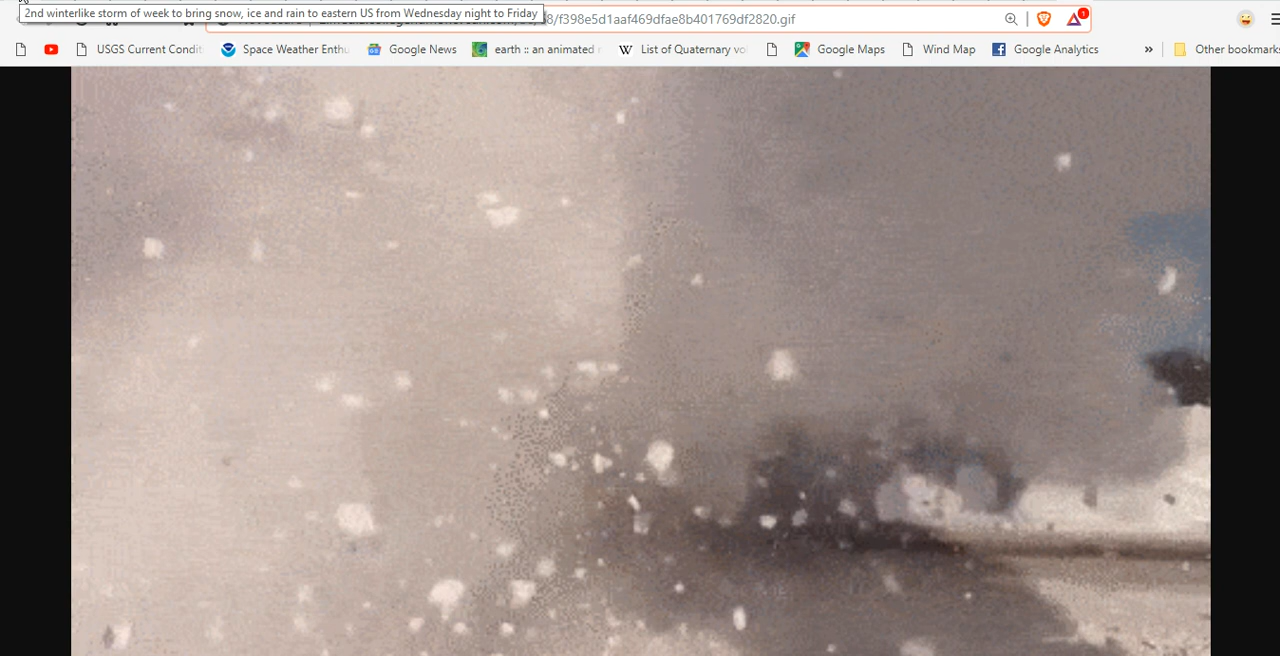 2nd winterlike storm of week to bring snow, ice and rain to eastern US from Wednesday night to Friday
8/f398e5d1aaf469dfae8b401769df2820.gif
1
USGS Current Condit
Space Weather Enthu
Google News
earth :: an animated
List of Quaternary vo
Google Maps
Wind Map
Google Analytics
»
Other bookmarks